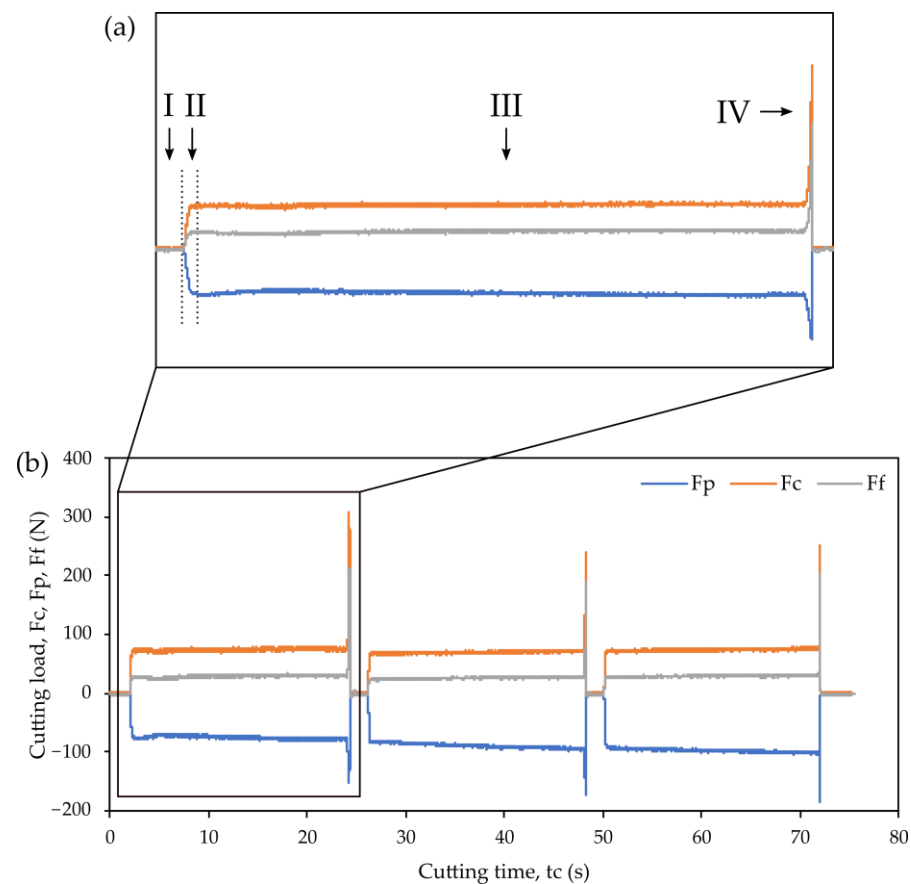 (a)
I II III IV
(b)
Fp Fc Ff
Cutting load, Fc, Fp, Ff (N)
400
300
200
100
0
−100
−200
0 10 20 30 40 50 60 70 80
Cutting time, tc (s)